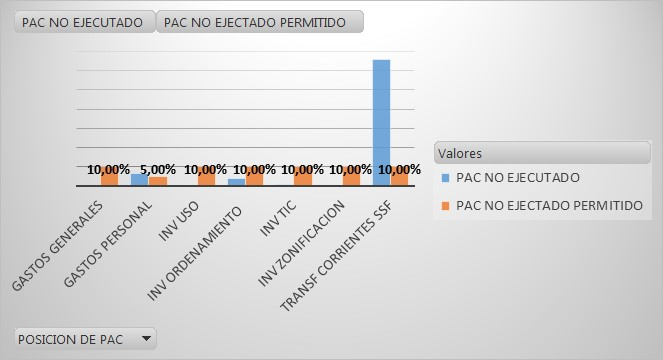 PAC NO EJECUTADO
PAC NO EJECTADO PERMITIDO
10,00%
5,00%
10,00%
10,00%
10,00%
10,00%
10,00%
GASTOS GENERALES
GASTOS PERSONAL
INV USO
INV ORDENAMIENTO
INV TIC
INV ZONIFICACION
TRANSF CORRIENTES SSF
Valores
PAC NO EJECUTADO
PAC NO EJECTADO PERMITIDO
POSICION DE PAC